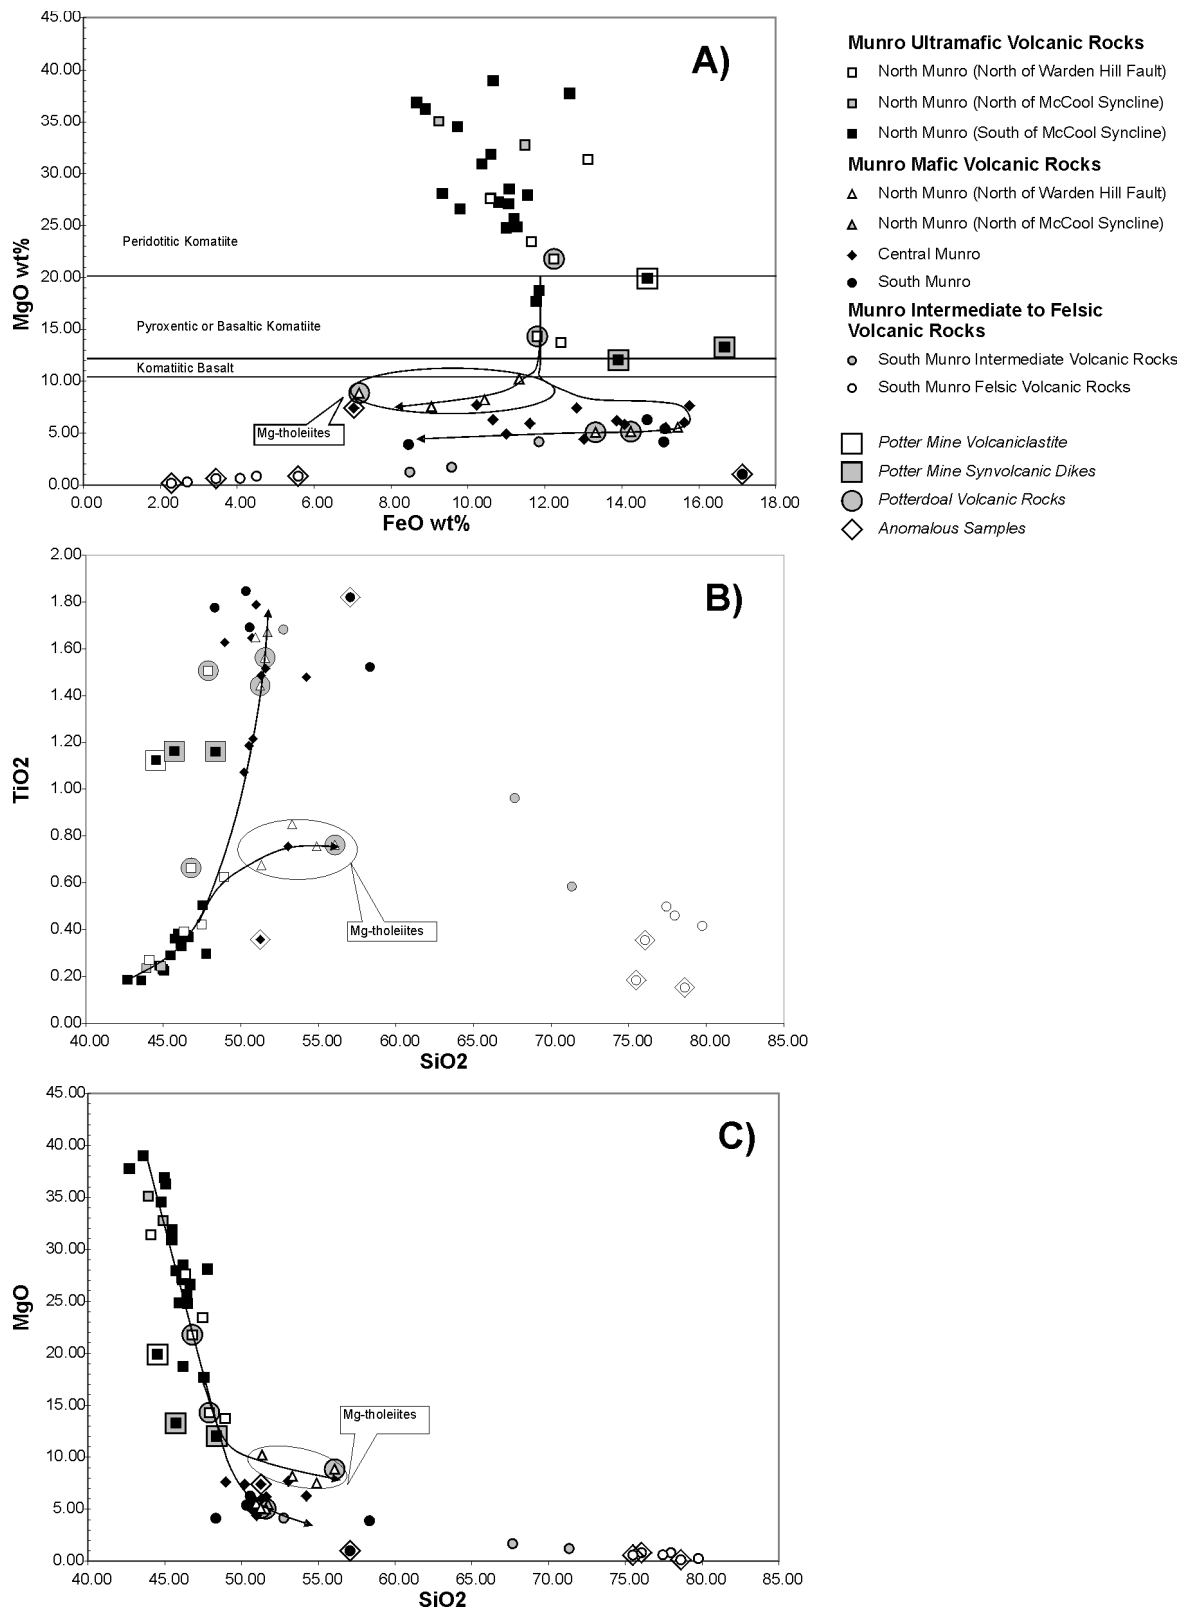 45.00
40.00
35.00
30.00
25.00
20.00
15.00
10.00
5.00
0.00
MgO wt%
A)
Peridotitic Komatiite
Pyroxentic or Basaltic Komatiite
Komatiitic Basalt
Mg-tholeiites
0.00 2.00 4.00 6.00 8.00 10.00 12.00 14.00 16.00 18.00
FeO wt%
Munro Ultramafic Volcanic Rocks
North Munro (North of Warden Hill Fault)
North Munro (North of McCool Syncline)
North Munro (South of McCool Syncline)
Munro Mafic Volcanic Rocks
North Munro (North of Warden Hill Fault)
North Munro (North of McCool Syncline)
Central Munro
South Munro
Munro Intermediate to Felsic
Volcanic Rocks
South Munro Intermediate Volcanic Rocks
South Munro Felsic Volcanic Rocks
Potter Mine Volcaniclastite
Potter Mine Synvolcanic Dikes
Potterdoal Volcanic Rocks
Anomalous Samples
2.00
1.80
1.60
1.40
1.20
1.00
0.80
0.60
0.40
0.20
0.00
TiO2
B)
Mg-tholeiites
40.00 45.00 50.00 55.00 60.00 65.00 70.00 75.00 80.00 85.00
SiO2
45.00
40.00
35.00
30.00
25.00
20.00
15.00
10.00
5.00
0.00
MgO
C)
Mg-tholeiites
40.00 45.00 50.00 55.00 60.00 65.00 70.00 75.00 80.00 85.00
SiO2